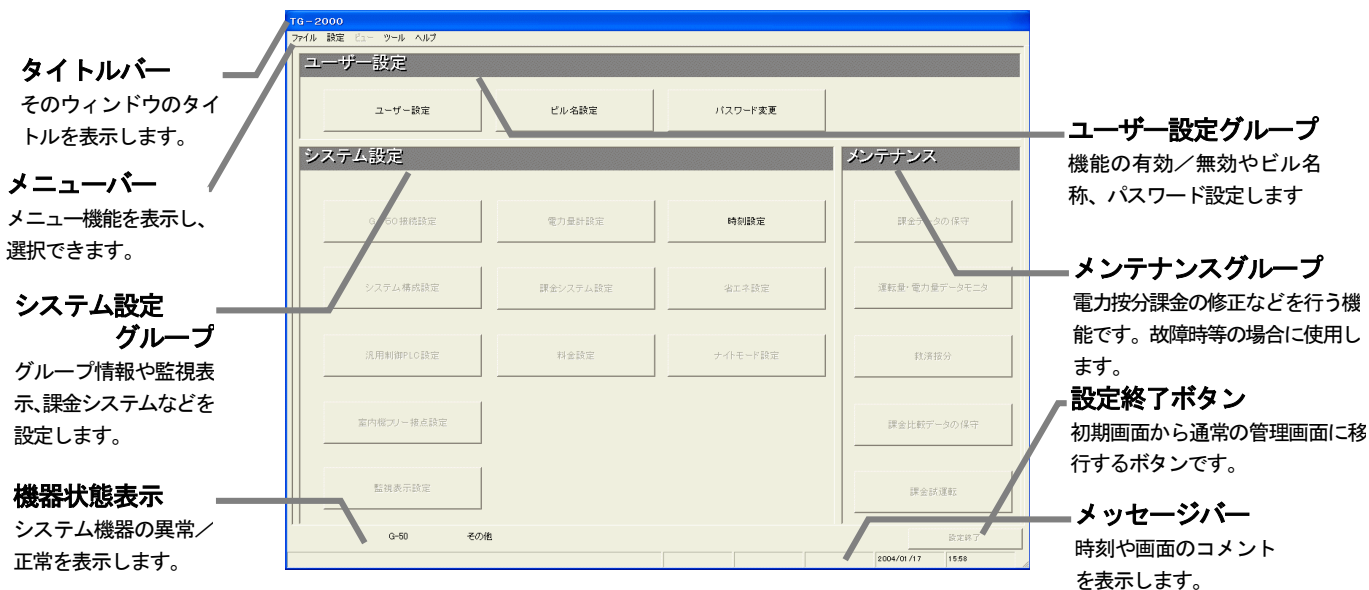 TG-2000
ファイル 設定 ビュー ツール ヘルプ
ユーザー設定
ユーザー設定 ビル名設定 パスワード変更
システム設定
電力量計設定 時刻設定
システム構成設定 課金システム設定 省エネ設定
汎用制御PLC設定 料金設定 ナイトモード設定
案内機フリー接点設定
監視表示設定
メンテナンス
課金データの保守
運転量・電力量データモニタ
救済按分
課金比較データの保守
課金試運転
G-50 その他
設定終了
2004/01/17 15:58
タイトルバー
そのウィンドウのタイ
トルを表示します。
メニューバー
メニュー機能を表示し、
選択できます。
システム設定
グループ
グループ情報や監視表
示、課金システムなどを
設定します。
機器状態表示
システム機器の異常／
正常を表示します。
ユーザー設定グループ
機能の有効／無効やビル名
称、パスワード設定します
メンテナンスグループ
電力按分課金の修正などを行う機
能です。故障時等の場合に使用し
ます。
設定終了ボタン
初期画面から通常の管理画面に移
行するボタンです。
メッセージバー
時刻や画面のコメント
を表示します。